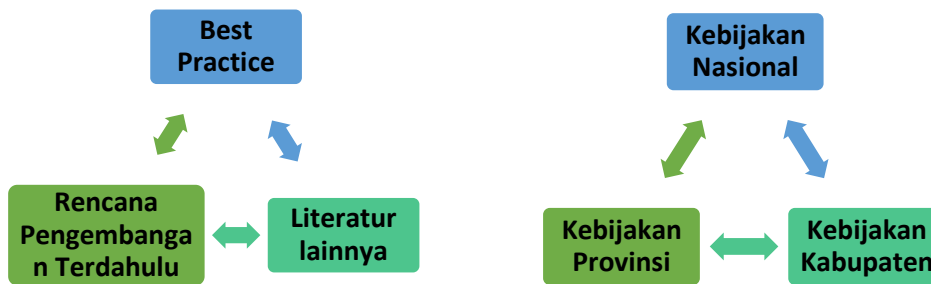 Best
Practice
Rencana
Pengembanga
n Terdahulu
Literatur
lainnya
Kebijakan
Nasional
Kebijakan
Provinsi
Kebijakan
Kabupaten